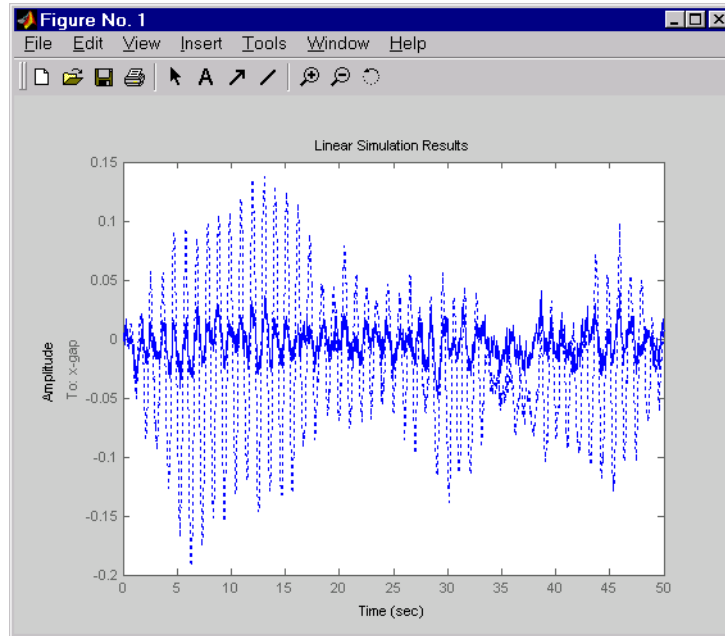 Figure No. 1
File Edit View Insert Tools Window Help
A
Linear Simulation Results
0.15
0.1
0.05
0
-0.05
-0.1
-0.15
-0.2
Amplitude
To: x-gap
0 5 10 15 20 25 30 35 40 45 50
Time (sec)